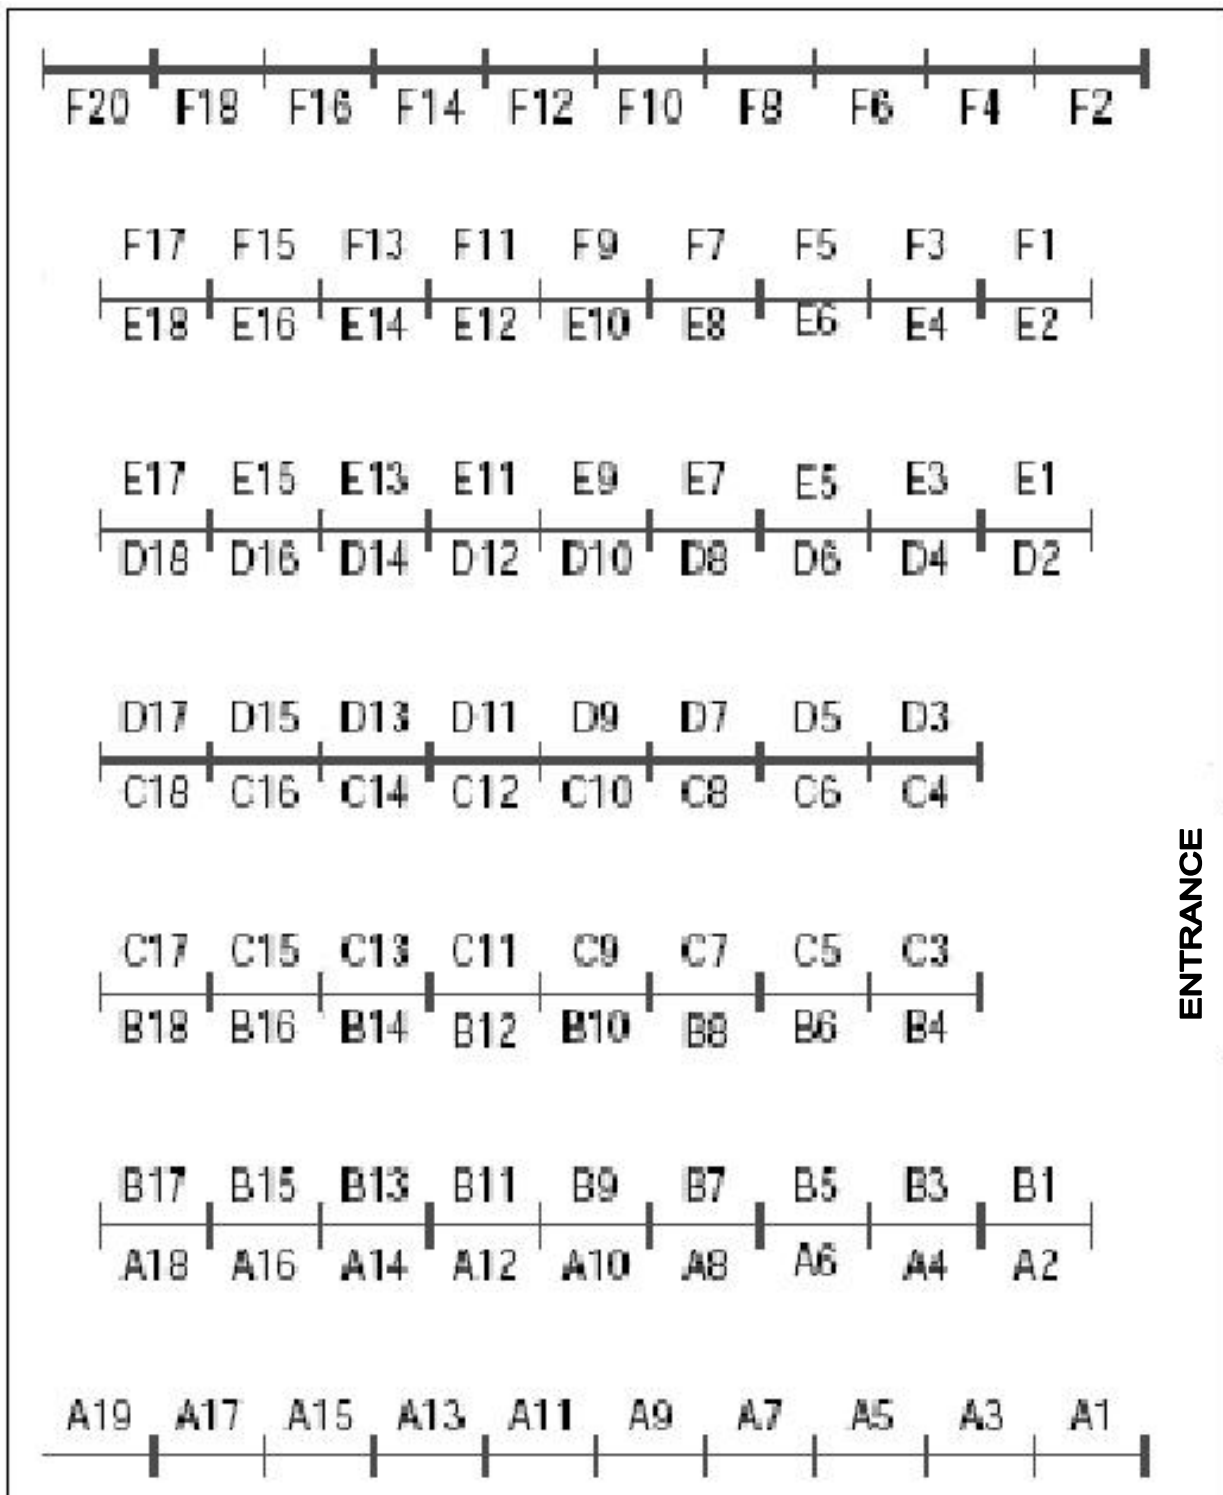 F20 F18 F16 F14 F12 F10 F8 F6 F4 F2
F17 F15 F13 F11 F9 F7 F5 F3 F1
E18 E16 E14 E12 E10 E8 E6 E4 E2
E17 E15 E13 E11 E9 E7 E5 E3 E1
D18 D16 D14 D12 D10 D8 D6 D4 D2
D17 D15 D13 D11 D9 D7 D5 D3
C18 C16 C14 C12 C10 C8 C6 C4
ENTRANCE
C17 C15 C13 C11 C9 C7 C5 C3
B18 B16 B14 B12 B10 B8 B6 B4
B17 B15 B13 B11 B9 B7 B5 B3 B1
A18 A16 A14 A12 A10 A8 A6 A4 A2
A19 A17 A15 A13 A11 A9 A7 A5 A3 A1